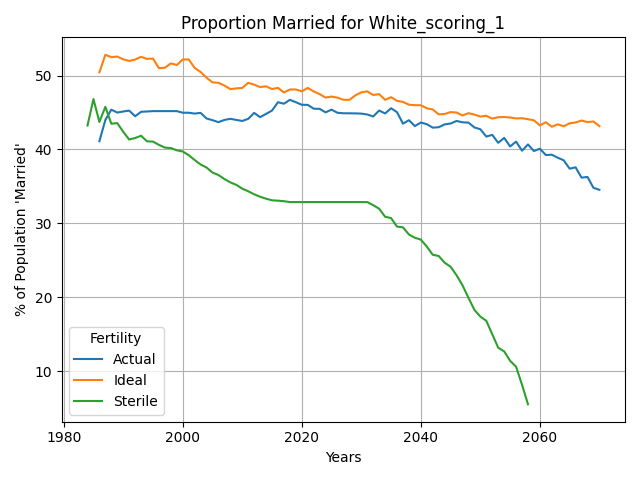 Proportion Married for White_scoring_1
% of Population 'Married'
50
40
30
20
10
Fertility
Actual
Ideal
Sterile
1980 2000 2020 2040 2060
Years